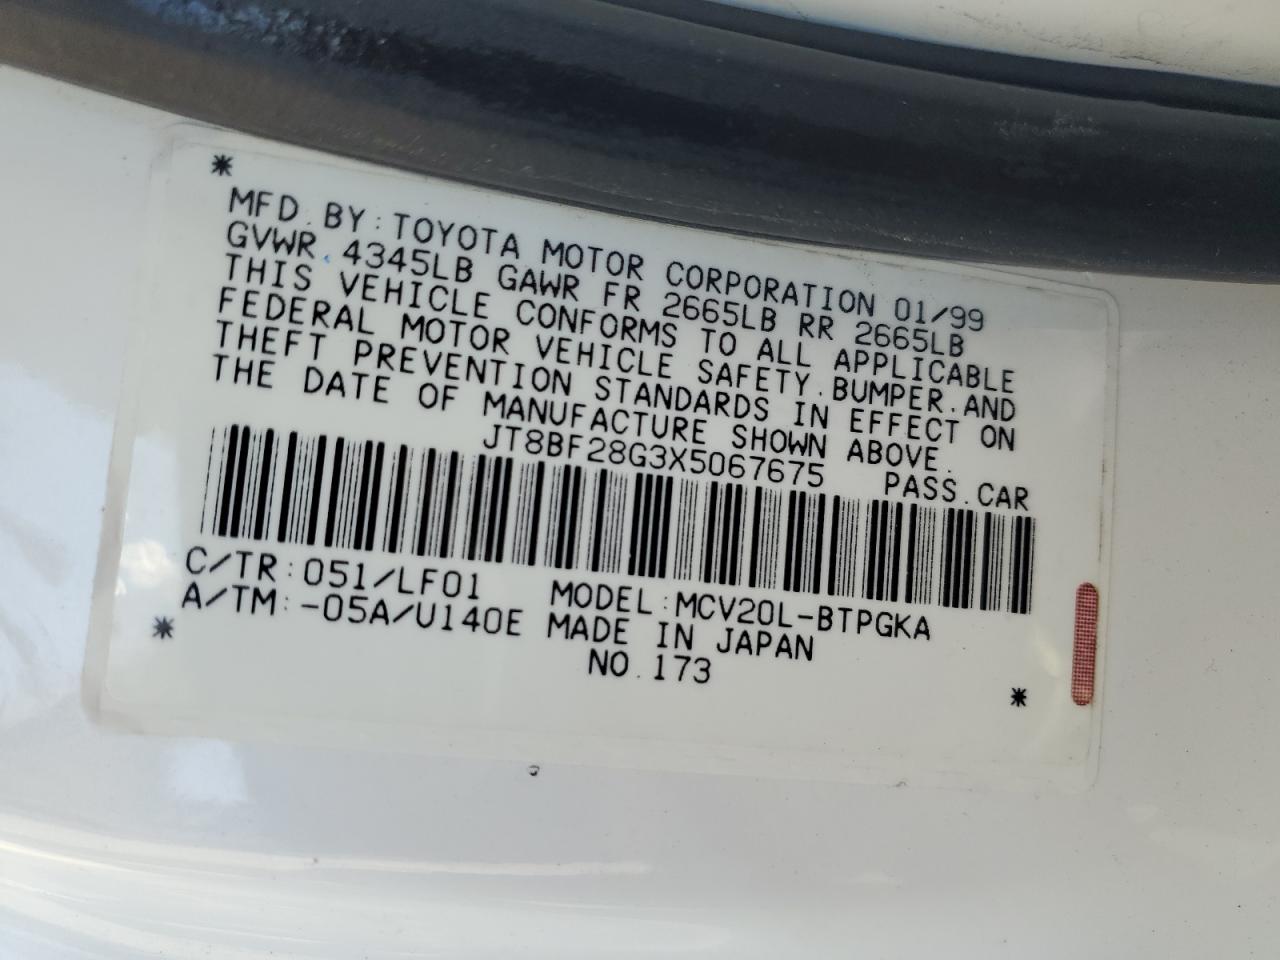 MFD. BY: TOYOTA MOTOR CORPORATION 01/99
GVWR 4345LB GAWR FR 2665LB RR 2665LB
THIS VEHICLE CONFORMS TO ALL APPLICABLE
FEDERAL MOTOR VEHICLE SAFETY. BUMPER. AND
THEFT PREVENTION STANDARDS IN EFFECT ON
THE DATE OF MANUFACTURE SHOWN ABOVE.
JT8BF28G3X5067675 PASS. CAR
C/TR: 051/LF01 MODEL: MCV20L-BTPGKA
A/TM: -05A/U140E MADE IN JAPAN
NO. 173